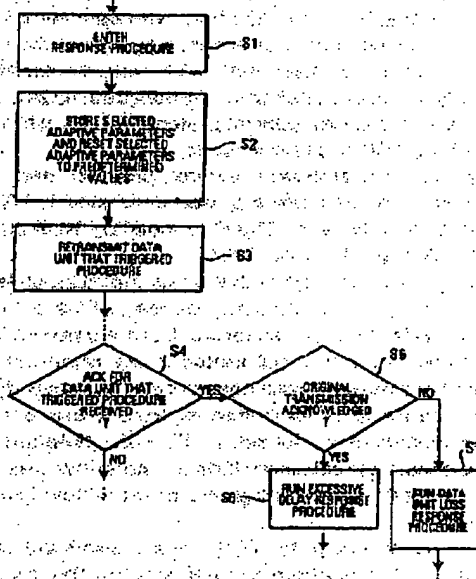 ENTER
RESPONSE PROCEDURE
S1
STORE SELECTED
ADAPTIVE PARAMETERS
AND RESET SELECTED
ADAPTIVE PARAMETERS
TO PREDETERMINED
VALUES
S2
RETRANSMIT DATA
UNIT THAT TRIGGERED
PROCEDURE
S3
ACK FOR
DATA UNIT THAT
TRIGGERED PROCEDURE
RECEIVED
?
S4
YES
NO
ORIGINAL
TRANSMISSION
ACKNOWLEDGED
?
NO
YES
RUN EXCESSIVE
DELAY RESPONSE
PROCEDURE
RUN DATA
UNIT LOSS
RESPONSE
PROCEDURE